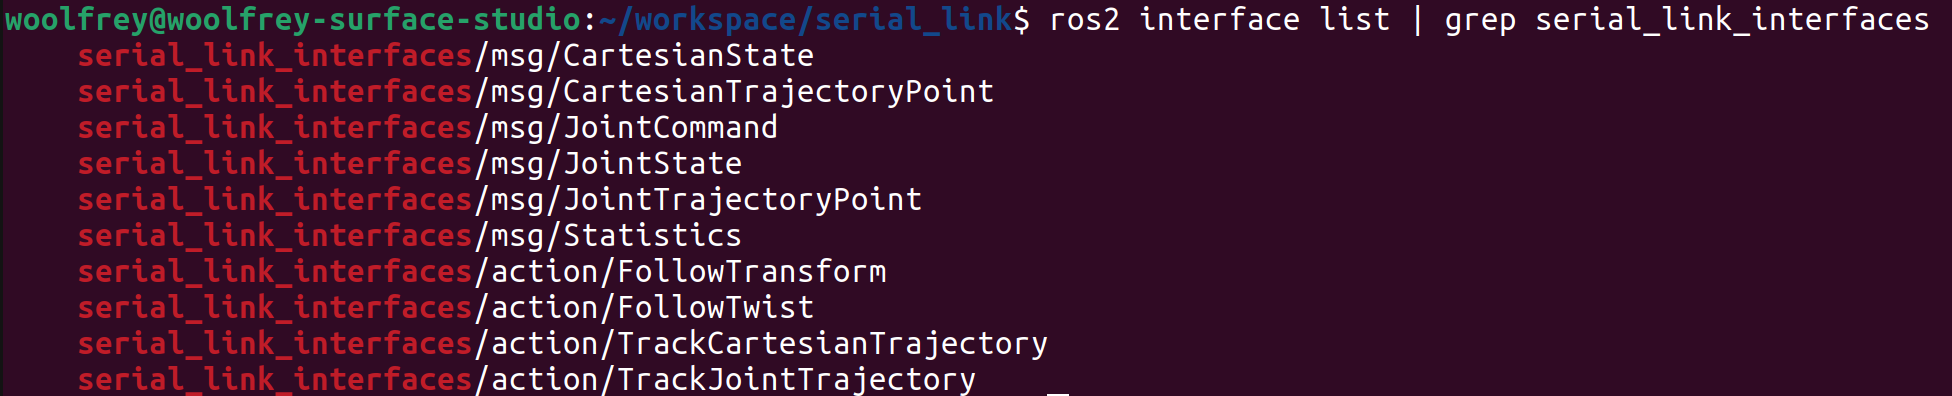 woolfrey@woolfrey-surface-studio:~/workspace/serial_link$ ros2 interface list | grep serial_link_interfaces
serial_link_interfaces/msg/CartesianState
serial_link_interfaces/msg/CartesianTrajectoryPoint
serial_link_interfaces/msg/JointCommand
serial_link_interfaces/msg/JointState
serial_link_interfaces/msg/JointTrajectoryPoint
serial_link_interfaces/msg/Statistics
serial_link_interfaces/action/FollowTransform
serial_link_interfaces/action/FollowTwist
serial_link_interfaces/action/TrackCartesianTrajectory
serial_link_interfaces/action/TrackJointTrajectory